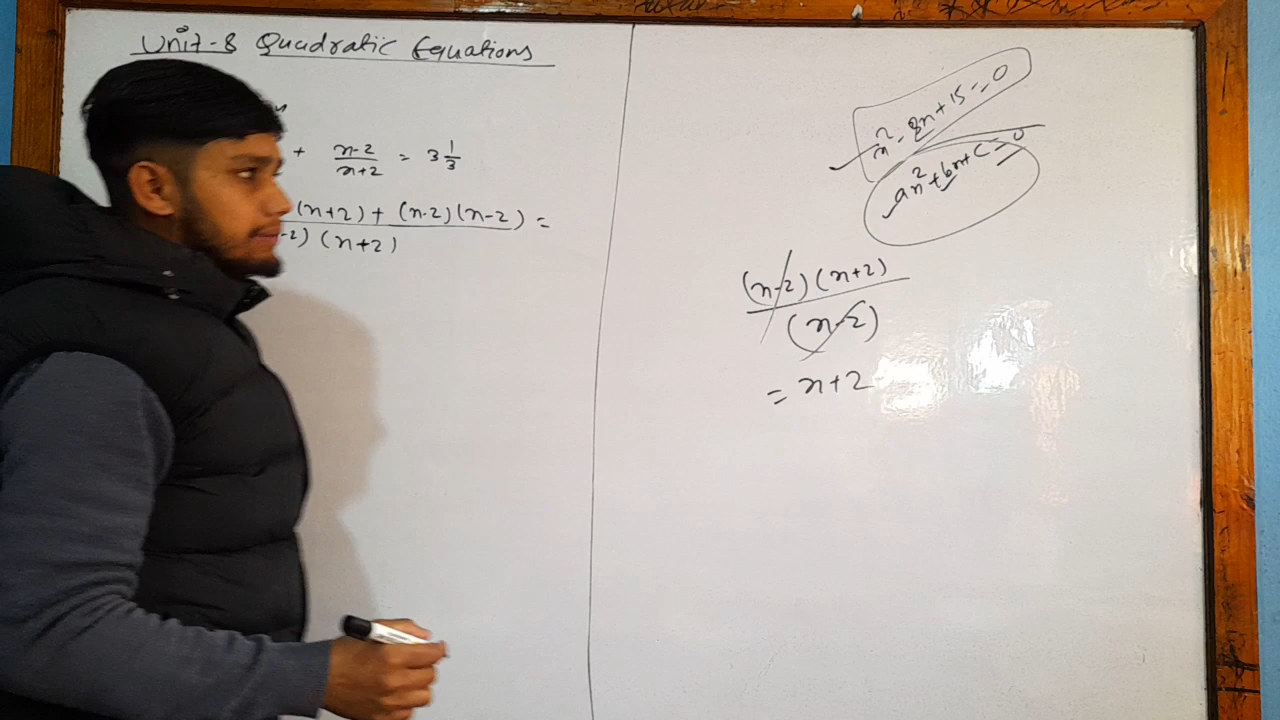 Unit-8 Quadratic Equations
+ x-2/x+2 = 3 1/3
(x+2) + (x-2)(x-2) =
-2) (x+2)
x² - 8x + 15 = 0
ax² + bx + c = 0
(x-2)(x+2)
(x-2)
= x+2